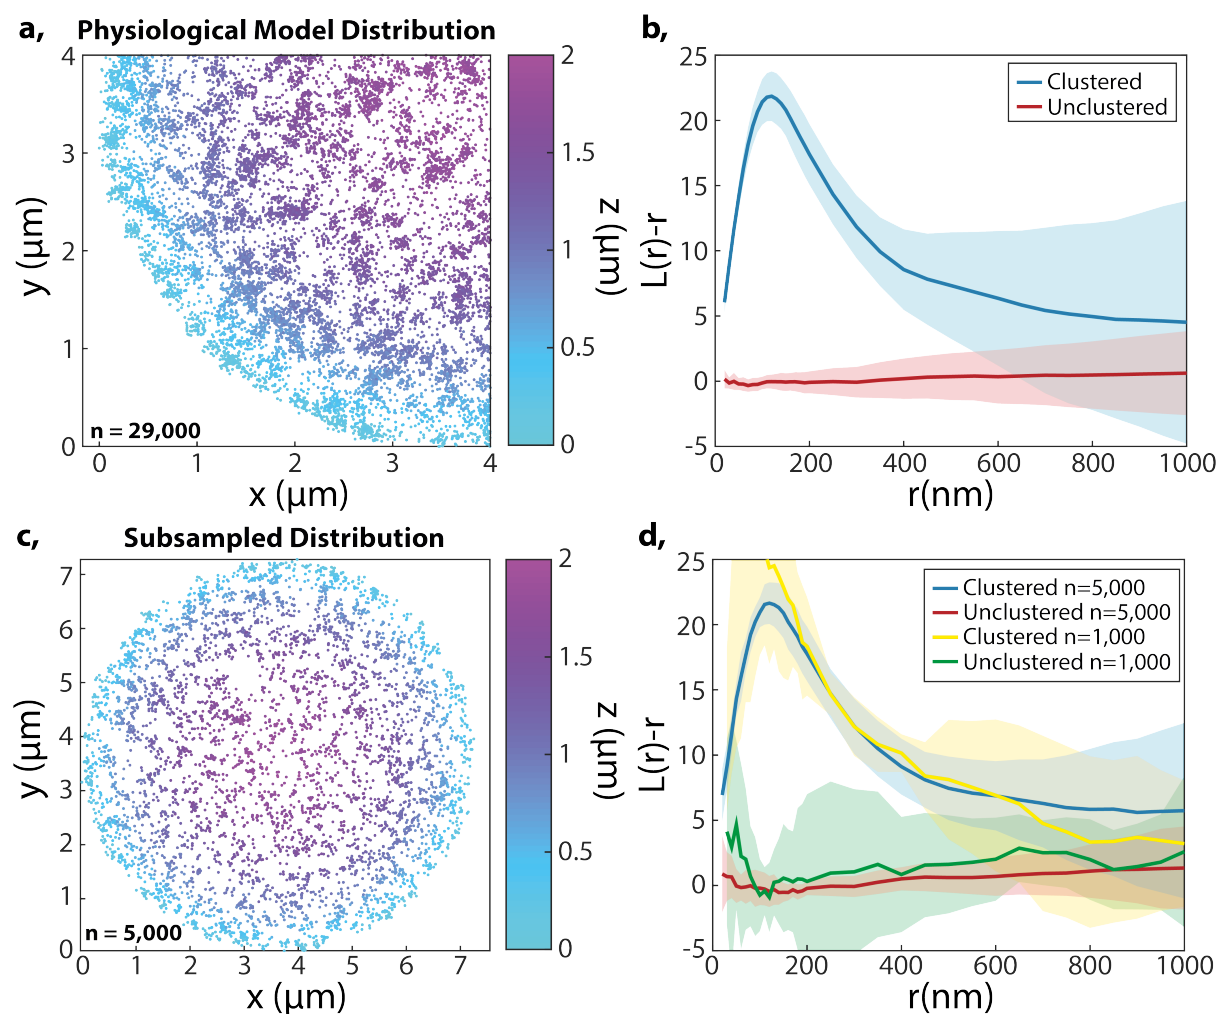 a, Physiological Model Distribution
4
3
2
1
0
y (μm)
n = 29,000
0 1 2 3 4
x (μm)
2
1.5
1
0.5
0
z (μm)
b,
25
20
15
10
5
0
-5
L(r)-r
Clustered
Unclustered
0 200 400 600 800 1000
r(nm)
c, Subsampled Distribution
7
6
5
4
3
2
1
0
y (μm)
n = 5,000
0 1 2 3 4 5 6 7
x (μm)
2
1.5
1
0.5
0
z (μm)
d,
25
20
15
10
5
0
-5
L(r)-r
Clustered n=5,000
Unclustered n=5,000
Clustered n=1,000
Unclustered n=1,000
0 200 400 600 800 1000
r(nm)